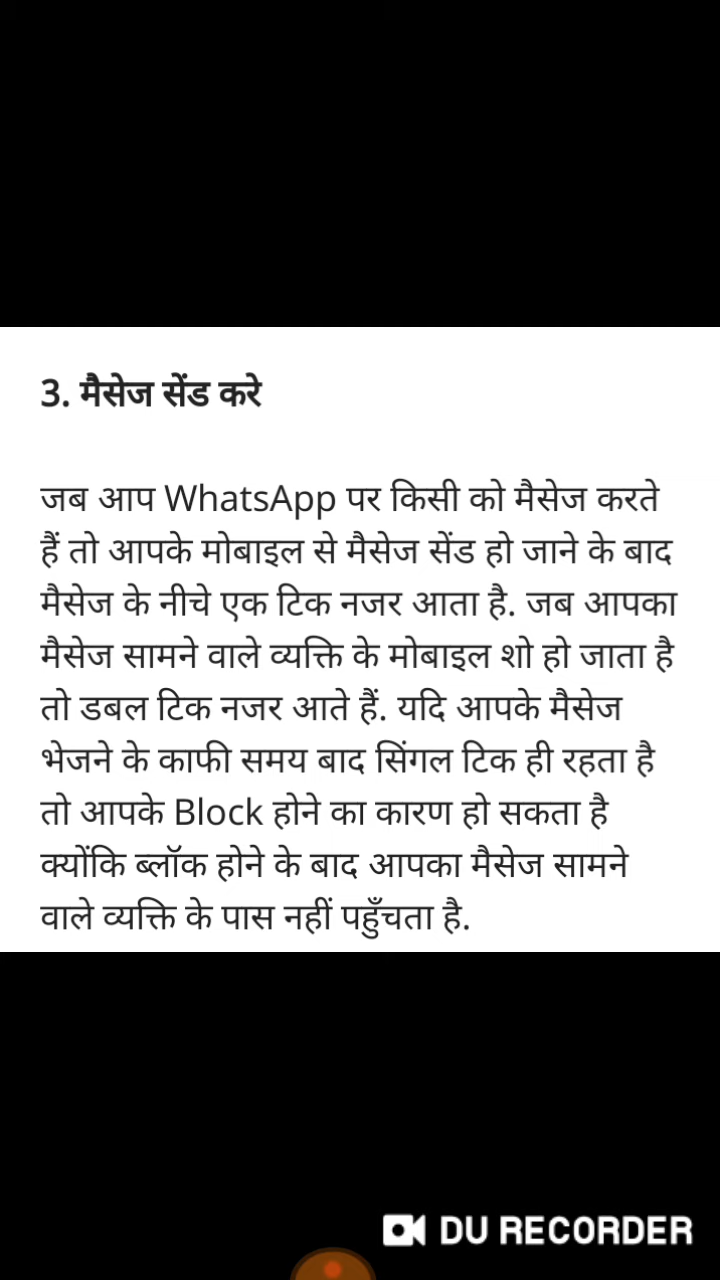 3. मैसेज सेंड करे
जब आप WhatsApp पर किसी को मैसेज करते
हैं तो आपके मोबाइल से मैसेज सेंड हो जाने के बाद
मैसेज के नीचे एक टिक नजर आता है. जब आपका
मैसेज सामने वाले व्यक्ति के मोबाइल शो हो जाता है
तो डबल टिक नजर आते हैं. यदि आपके मैसेज
भेजने के काफी समय बाद सिंगल टिक ही रहता है
तो आपके Block होने का कारण हो सकता है
क्योंकि ब्लॉक होने के बाद आपका मैसेज सामने
वाले व्यक्ति के पास नहीं पहुँचता है.
DU RECORDER